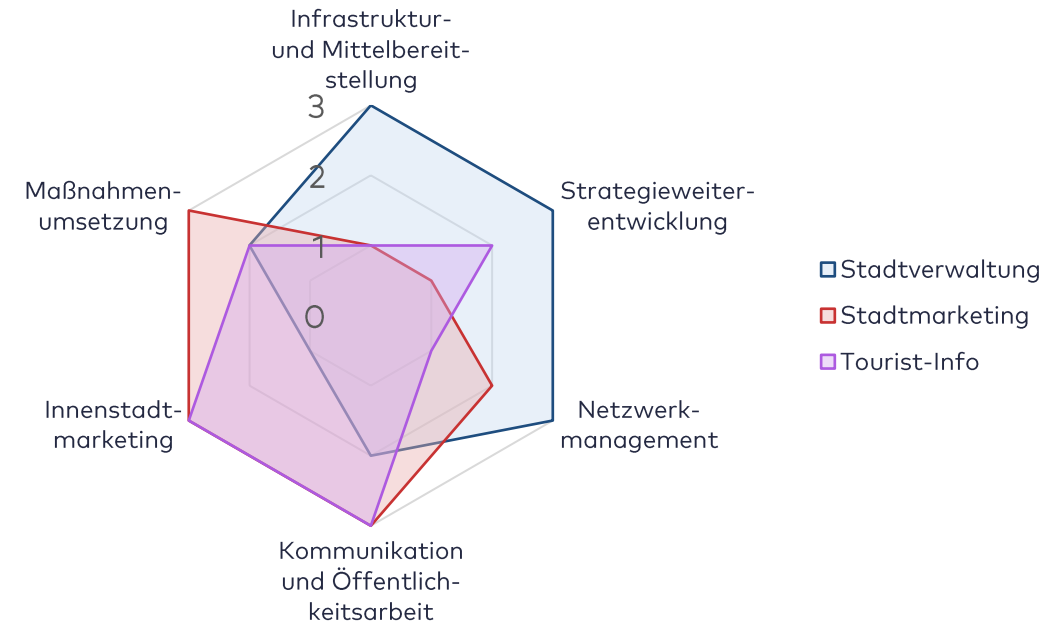 Infrastruktur-
und Mittelbereit-
stellung
3
2
1
0
Maßnahmen-
umsetzung
Strategieweiter-
entwicklung
Innenstadt-
marketing
Netzwerk-
management
Kommunikation
und Öffentlich-
keitsarbeit
Stadtverwaltung
Stadtmarketing
Tourist-Info